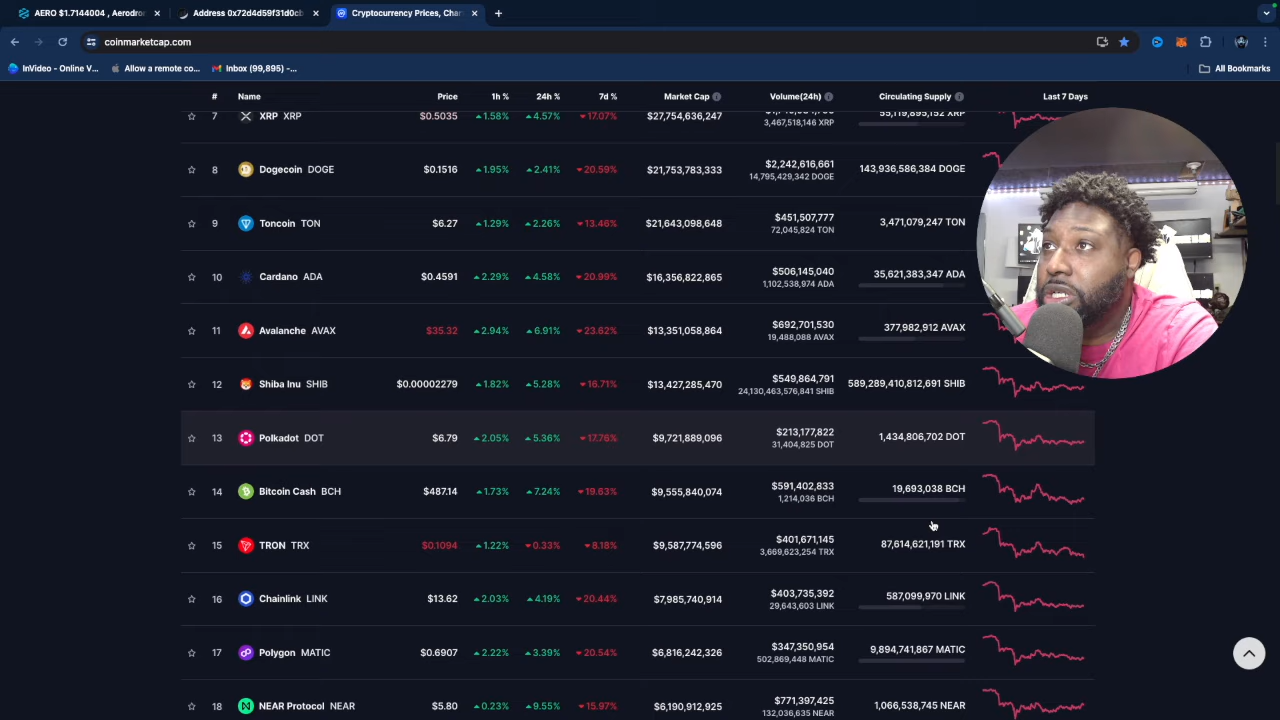 AERO $1.7144004 , Aerodror
Address 0x72d4d59f31d0cb
Cryptocurrency Prices, Char
coinmarketcap.com
InVideo - Online V...
Allow a remote co...
Inbox (99,895) -...
All Bookmarks
# Name Price 1h % 24h % 7d % Market Cap Volume(24h) Circulating Supply Last 7 Days
7 XRP XRP $0.5035 1.58% 4.57% 17.07% $27,754,636,247
3,467,518,146 XRP
55,119,895,152 XRP
8 Dogecoin DOGE $0.1516 1.95% 2.41% 20.59% $21,753,783,333 $2,242,616,661 143,936,586,384 DOGE
14,795,429,342 DOGE
9 Toncoin TON $6.27 1.29% 2.26% 13.46% $21,643,098,648 $451,507,777 3,471,079,247 TON
72,045,824 TON
10 Cardano ADA $0.4591 2.29% 4.58% 20.99% $16,356,822,865 $506,145,040 35,621,383,347 ADA
1,102,538,974 ADA
11 Avalanche AVAX $35.32 2.94% 6.91% 23.62% $13,351,058,864 $692,701,530 377,982,912 AVAX
19,488,088 AVAX
12 Shiba Inu SHIB $0.00002279 1.82% 5.28% 16.71% $13,427,285,470 $549,864,791 589,289,410,812,691 SHIB
24,130,463,576,841 SHIB
13 Polkadot DOT $6.79 2.05% 5.36% 17.76% $9,721,889,096 $213,177,822 1,434,806,702 DOT
31,404,825 DOT
14 Bitcoin Cash BCH $487.14 1.73% 7.24% 19.63% $9,555,840,074 $591,402,833 19,693,038 BCH
1,214,036 BCH
15 TRON TRX $0.1094 1.22% 0.33% 8.18% $9,587,774,596 $401,671,145 87,614,621,191 TRX
3,669,623,254 TRX
16 Chainlink LINK $13.62 2.03% 4.19% 20.44% $7,985,740,914 $403,735,392 587,099,970 LINK
29,643,603 LINK
17 Polygon MATIC $0.6907 2.22% 3.39% 20.54% $6,816,242,326 $347,350,954 9,894,741,867 MATIC
502,869,448 MATIC
18 NEAR Protocol NEAR $5.80 0.23% 9.55% 15.97% $6,190,912,925 $771,397,425 1,066,538,745 NEAR
132,036,635 NEAR